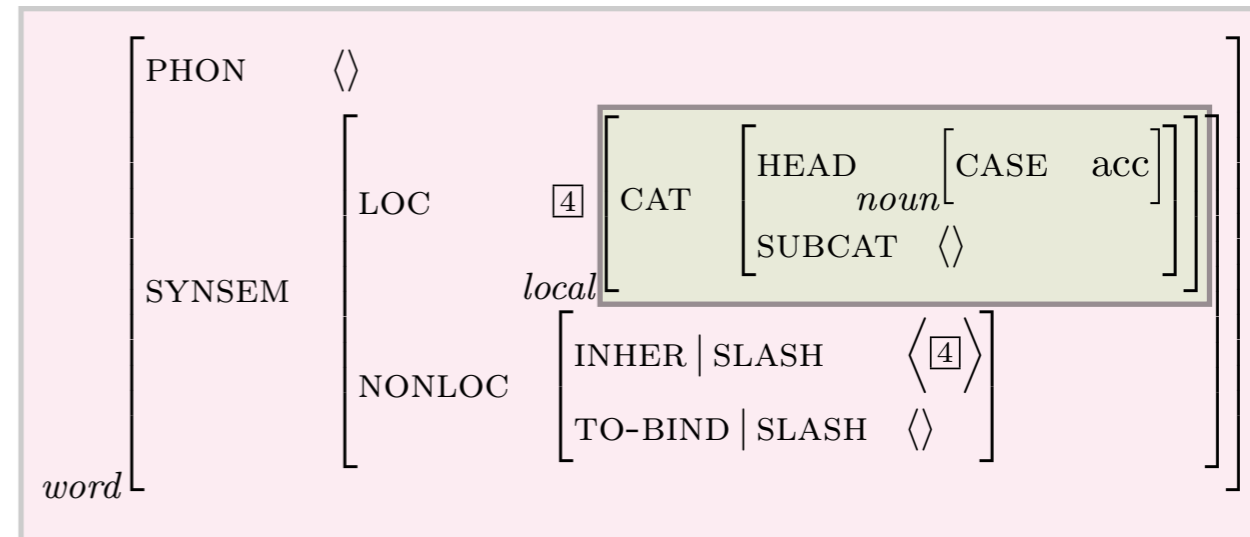 PHON ⟨⟩
HEAD noun[CASE acc]
LOC 4 CAT
SUBCAT ⟨⟩
SYNSEM local
INHER | SLASH ⟨4⟩
NONLOC
TO-BIND | SLASH ⟨⟩
word